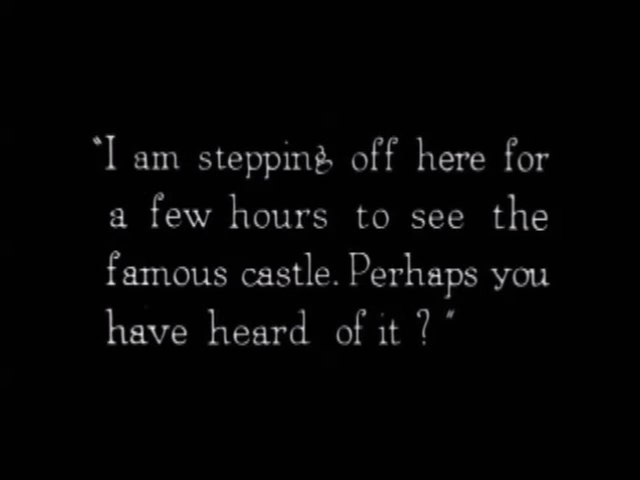 "I am stepping off here for
a few hours to see the
famous castle. Perhaps you
have heard of it?"